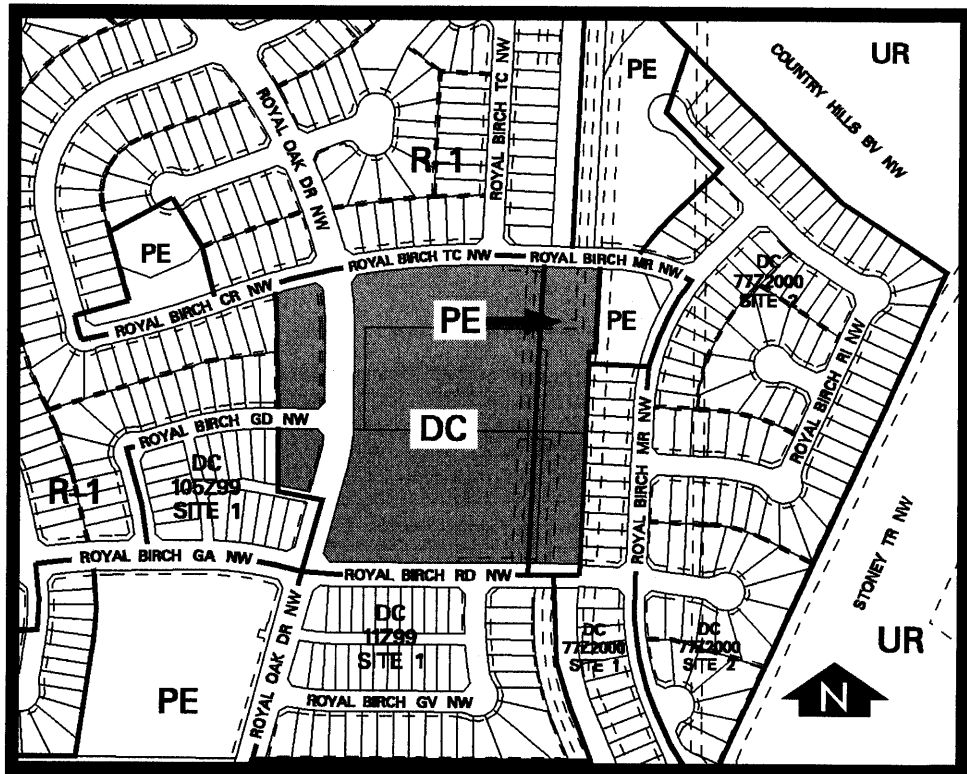 UR
PE
COUNTRY HILLS BV NW
ROYAL OAK DR NW
ROYAL BIRCH TC NW
R-1
PE
ROYAL BIRCH CR NW
ROYAL BIRCH TC NW
ROYAL BIRCH MR NW
DC
77Z2000
SITE 2
PE
PE
ROYAL BIRCH RI NW
DC
ROYAL BIRCH GD NW
ROYAL BIRCH MR NW
DC
105Z99
SITE 1
R-1
ROYAL BIRCH GA NW
ROYAL BIRCH RD NW
STONEY TR NW
DC
11Z99
SITE 1
DC
77Z2000
SITE 1
DC
77Z2000
SITE 2
UR
PE
ROYAL OAK DR NW
ROYAL BIRCH GV NW
N